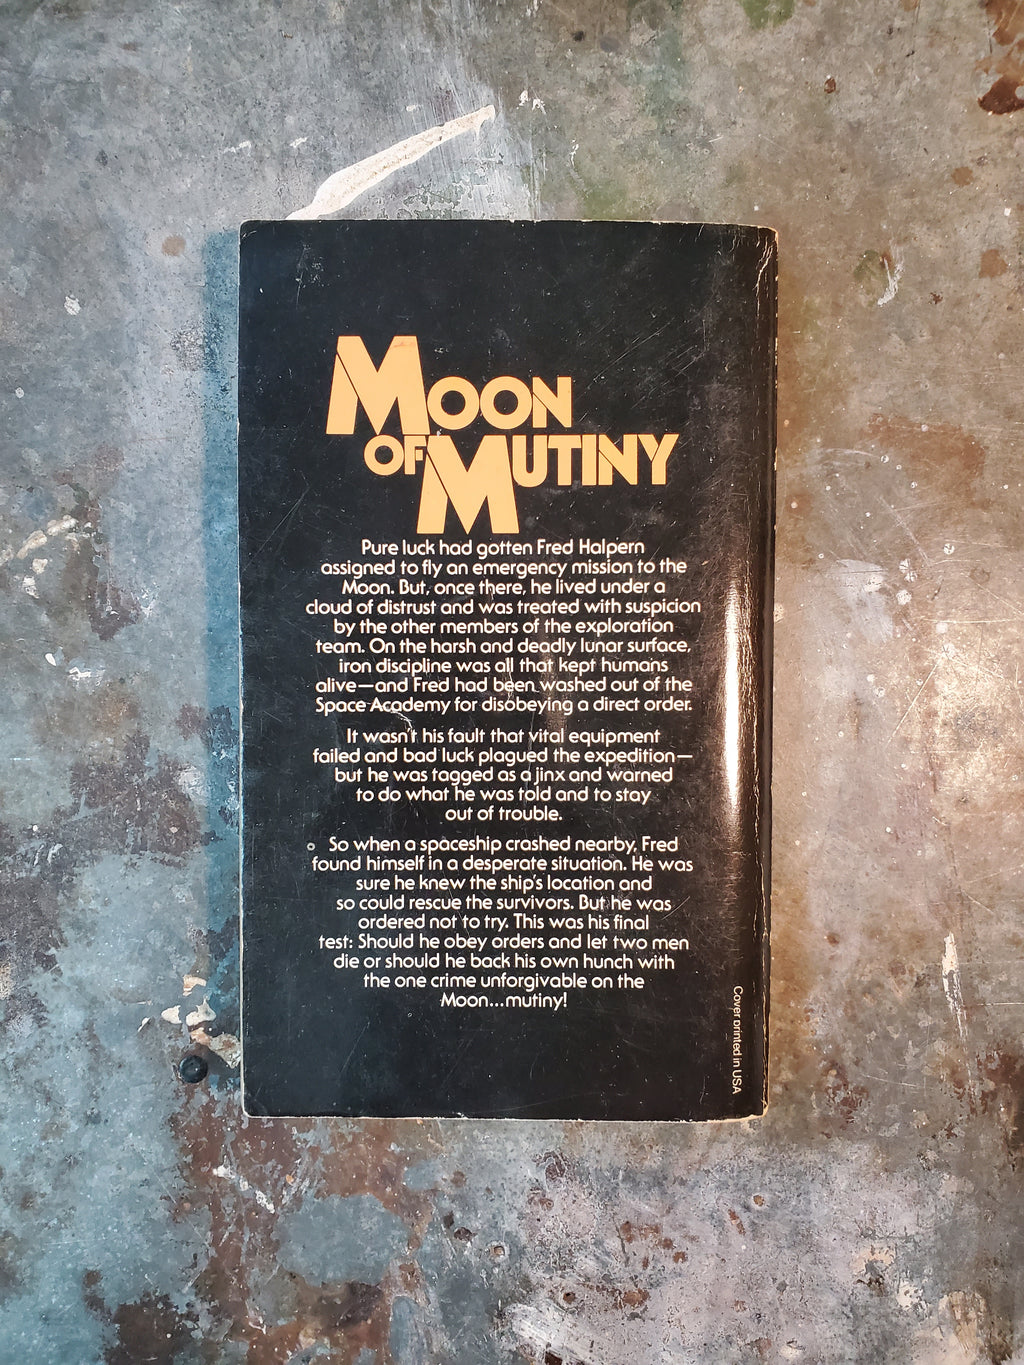 MOON
OF MUTINY
Pure luck had gotten Fred Halpern
assigned to fly an emergency mission to the
Moon. But, once there, he lived under a
cloud of distrust and was treated with suspicion
by the other members of the exploration
team. On the harsh and deadly lunar surface,
iron discipline was all that kept humans
alive—and Fred had been washed out of the
Space Academy for disobeying a direct order.
It wasn't his fault that vital equipment
failed and bad luck plagued the expedition—
but he was tagged as a jinx and warned
to do what he was told and to stay
out of trouble.
So when a spaceship crashed nearby, Fred
found himself in a desperate situation. He was
sure he knew the ship's location and
so could rescue the survivors. But he was
ordered not to try. This was his final
test: Should he obey orders and let two men
die or should he back his own hunch with
the one crime unforgivable on the
Moon...mutiny!
Cover printed in USA